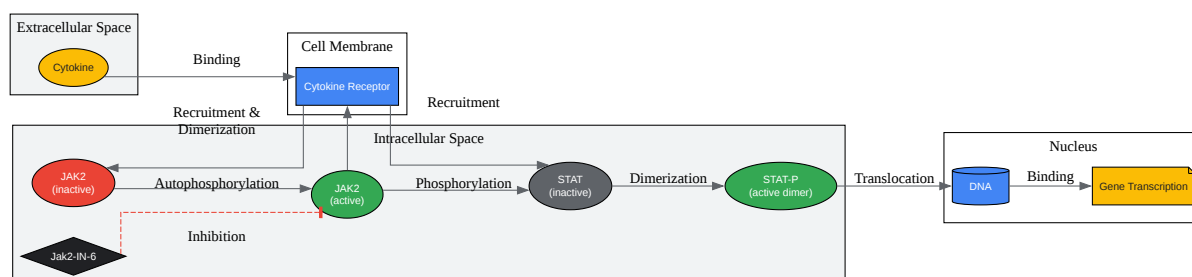 Extracellular Space
Cytokine
Binding
Cell Membrane
Cytokine Receptor
Recruitment &
Dimerization
Recruitment
Intracellular Space
JAK2
(inactive)
Autophosphorylation
JAK2
(active)
Phosphorylation
STAT
(inactive)
Dimerization
STAT-P
(active dimer)
Translocation
Nucleus
DNA
Binding
Gene Transcription
Inhibition
Jak2-IN-6